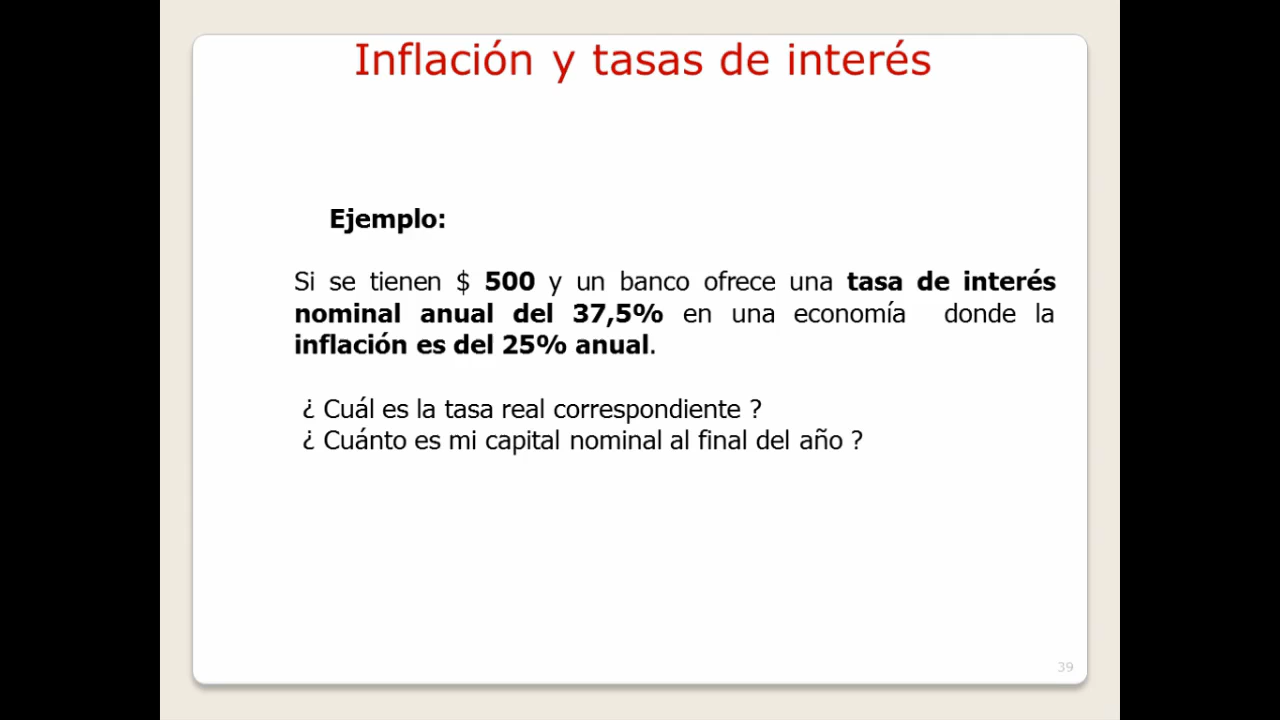 Inflación y tasas de interés
Ejemplo:
Si se tienen $ 500 y un banco ofrece una tasa de interés
nominal anual del 37,5% en una economía donde la
inflación es del 25% anual.
¿ Cuál es la tasa real correspondiente ?
¿ Cuánto es mi capital nominal al final del año ?
39